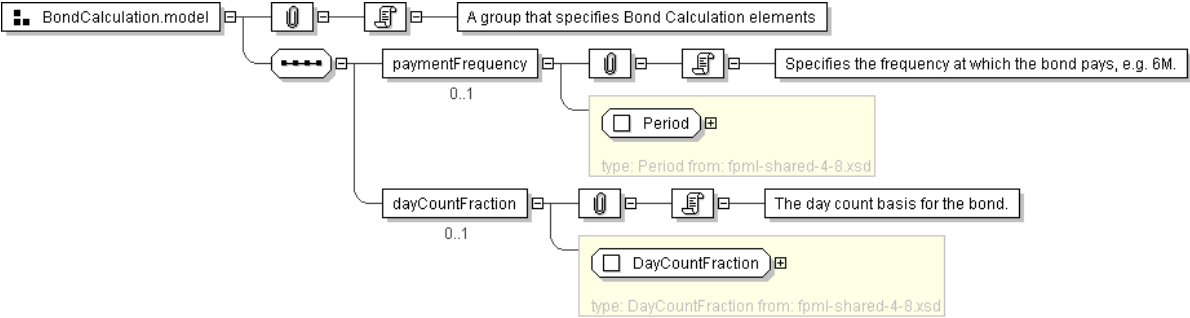 BondCalculation.model
A group that specifies Bond Calculation elements
paymentFrequency
Specifies the frequency at which the bond pays, e.g. 6M.
0..1
Period
type: Period from: fpml-shared-4-8.xsd
dayCountFraction
The day count basis for the bond.
0..1
DayCountFraction
type: DayCountFraction from: fpml-shared-4-8.xsd